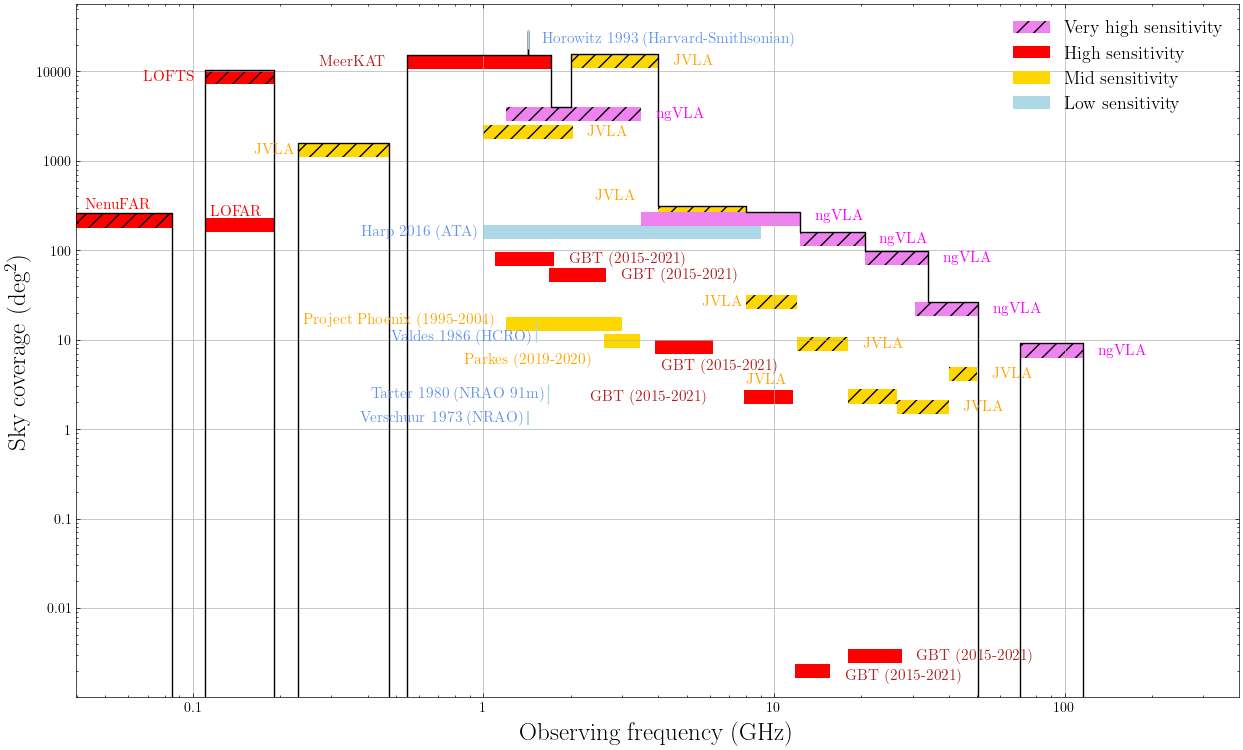 Very high sensitivity
High sensitivity
Mid sensitivity
Low sensitivity
Horowitz 1993 (Harvard-Smithsonian)
MeerKAT
JVLA
LOFTS
ngVLA
JVLA
JVLA
JVLA
NenuFAR
LOFAR
ngVLA
Harp 2016 (ATA)
ngVLA
GBT (2015-2021)
ngVLA
GBT (2015-2021)
JVLA
ngVLA
Project Phoenix (1995-2004)
Valdes 1986 (HCRO)
JVLA
ngVLA
Parkes (2019-2020)
GBT (2015-2021)
JVLA
JVLA
Tarter 1980 (NRAO 91m)
GBT (2015-2021)
JVLA
Verschuur 1973 (NRAO)
GBT (2015-2021)
GBT (2015-2021)
10000
1000
100
10
1
0.1
0.01
Sky coverage (deg²)
0.1
1
10
100
Observing frequency (GHz)